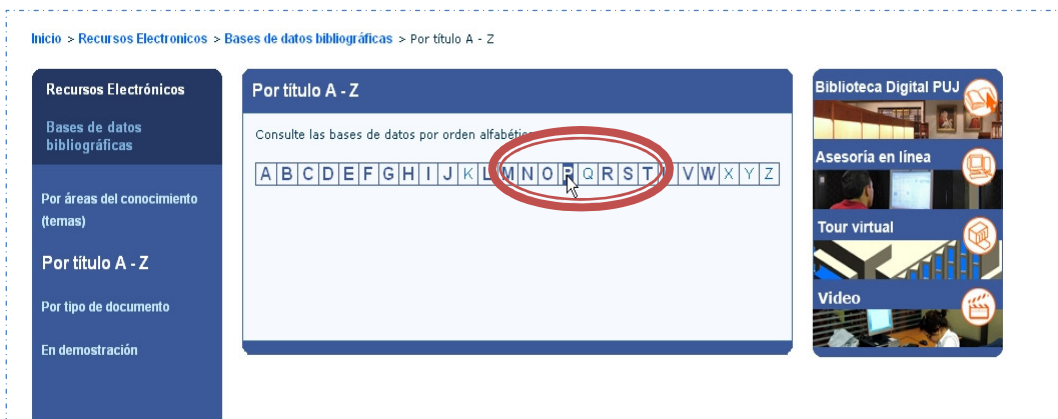 Inicio > Recursos Electronicos > Bases de datos bibliográficas > Por título A - Z
Recursos Electrónicos
Bases de datos
bibliográficas
Por áreas del conocimiento
(temas)
Por título A - Z
Por tipo de documento
En demostración
Por título A - Z
Consulte las bases de datos por orden
A B C D E F G H I J K L M N O P Q R S T V W X Y Z
Biblioteca Digital PUJ
Asesoría en línea
Tour virtual
Video